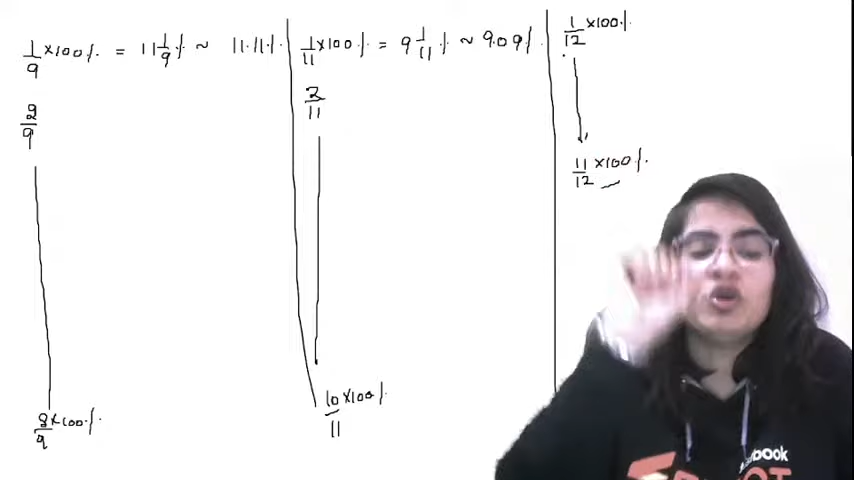 1/9 ×100% = 11 1/9 % ~ 11.11%
2/9
8/9 ×100%
1/11 ×100% = 9 1/11 % ~ 9.09%
2/11
10/11 ×100%
1/12 ×100%
11/12 ×100%
book